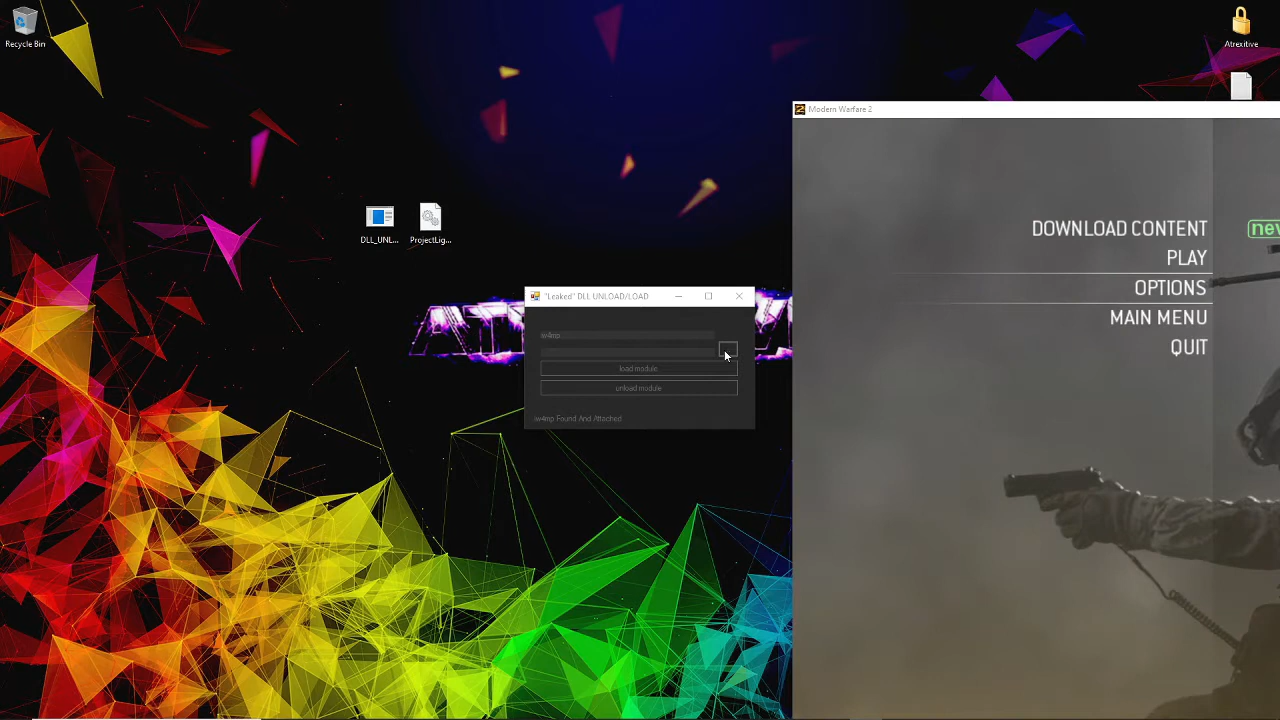 Recycle Bin
Atrexitive
Modern Warfare 2
DLL_UNL...
ProjectLig...
DOWNLOAD CONTENT
PLAY
OPTIONS
MAIN MENU
QUIT
"Leaked" DLL UNLOAD/LOAD
iw4mp
load module
unload module
iw4mp Found And Attached